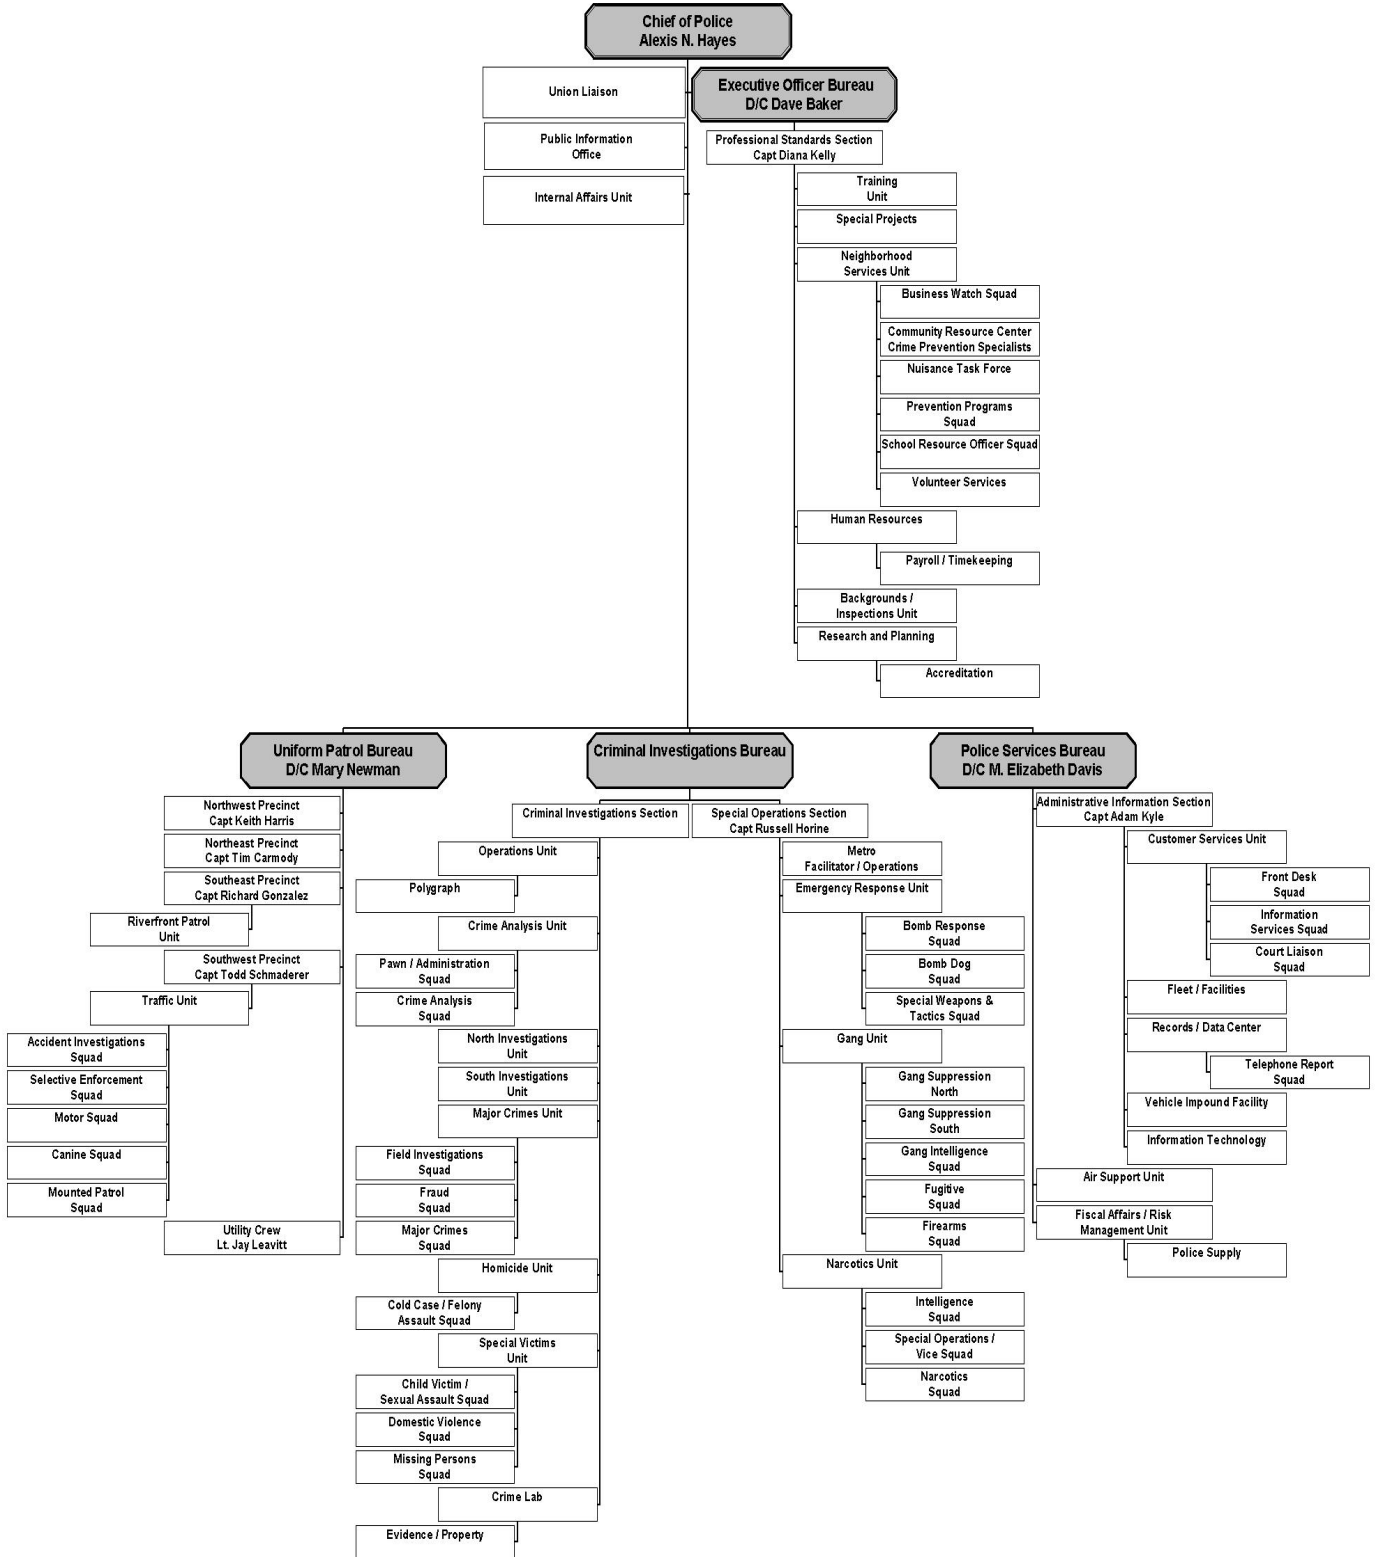 Chief of Police
Alexis N. Hayes
Union Liaison
Public Information
Office
Internal Affairs Unit
Executive Officer Bureau
D/C Dave Baker
Professional Standards Section
Capt Diana Kelly
Training
Unit
Special Projects
Neighborhood
Services Unit
Business Watch Squad
Community Resource Center
Crime Prevention Specialists
Nuisance Task Force
Prevention Programs
Squad
School Resource Officer Squad
Volunteer Services
Human Resources
Payroll / Timekeeping
Backgrounds /
Inspections Unit
Research and Planning
Accreditation
Uniform Patrol Bureau
D/C Mary Newman
Northwest Precinct
Capt Keith Harris
Northeast Precinct
Capt Tim Carmody
Southeast Precinct
Capt Richard Gonzalez
Riverfront Patrol
Unit
Southwest Precinct
Capt Todd Schmaderer
Traffic Unit
Accident Investigations
Squad
Selective Enforcement
Squad
Motor Squad
Canine Squad
Mounted Patrol
Squad
Utility Crew
Lt. Jay Leavitt
Criminal Investigations Bureau
Criminal Investigations Section
Operations Unit
Polygraph
Crime Analysis Unit
Pawn / Administration
Squad
Crime Analysis
Squad
North Investigations
Unit
South Investigations
Unit
Major Crimes Unit
Field Investigations
Squad
Fraud
Squad
Major Crimes
Squad
Homicide Unit
Cold Case / Felony
Assault Squad
Special Victims
Unit
Child Victim /
Sexual Assault Squad
Domestic Violence
Squad
Missing Persons
Squad
Crime Lab
Evidence / Property
Special Operations Section
Capt Russell Horine
Metro
Facilitator / Operations
Emergency Response Unit
Bomb Response
Squad
Bomb Dog
Squad
Special Weapons &
Tactics Squad
Gang Unit
Gang Suppression
North
Gang Suppression
South
Gang Intelligence
Squad
Fugitive
Squad
Firearms
Squad
Narcotics Unit
Intelligence
Squad
Special Operations /
Vice Squad
Narcotics
Squad
Police Services Bureau
D/C M. Elizabeth Davis
Administrative Information Section
Capt Adam Kyle
Customer Services Unit
Front Desk
Squad
Information
Services Squad
Court Liaison
Squad
Fleet / Facilities
Records / Data Center
Telephone Report
Squad
Vehicle Impound Facility
Information Technology
Air Support Unit
Fiscal Affairs / Risk
Management Unit
Police Supply